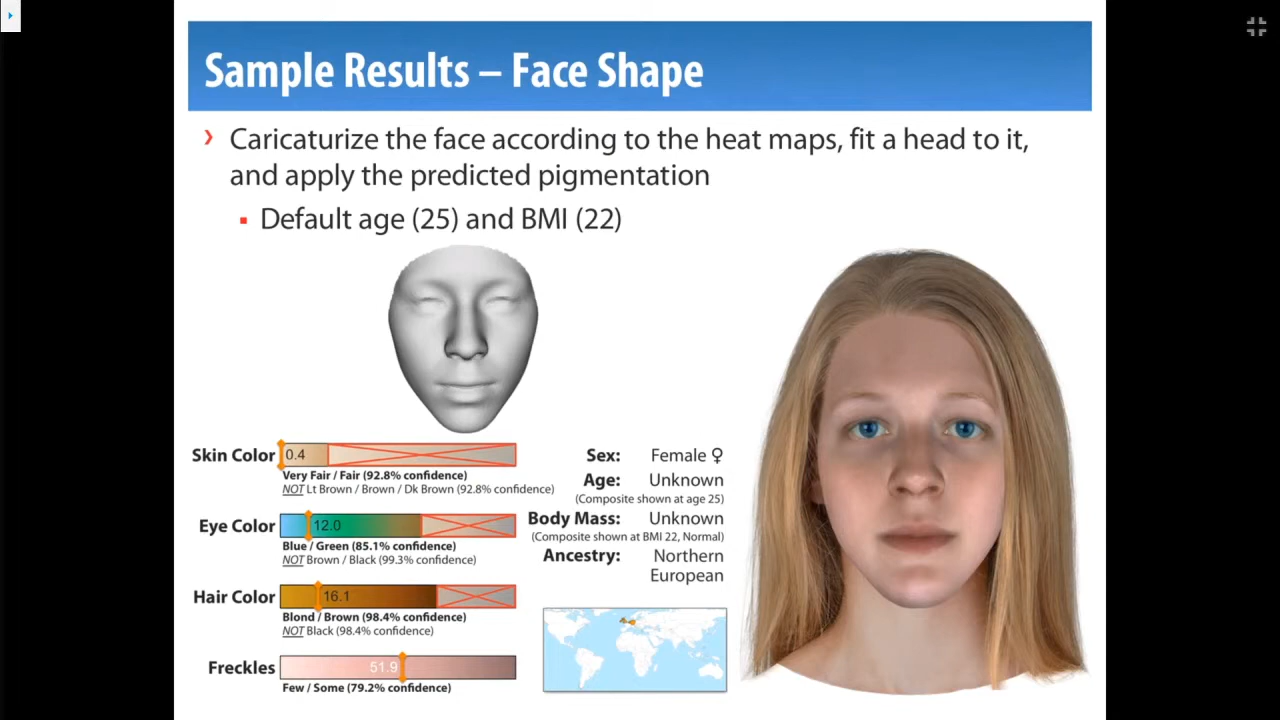 Sample Results – Face Shape
› Caricaturize the face according to the heat maps, fit a head to it,
and apply the predicted pigmentation
▪ Default age (25) and BMI (22)
Skin Color 0.4
Very Fair / Fair (92.8% confidence)
NOT Lt Brown / Brown / Dk Brown (92.8% confidence)
Eye Color 12.0
Blue / Green (85.1% confidence)
NOT Brown / Black (99.3% confidence)
Hair Color 16.1
Blond / Brown (98.4% confidence)
NOT Black (98.4% confidence)
Freckles 51.9
Few / Some (79.2% confidence)
Sex: Female ♀
Age: Unknown
(Composite shown at age 25)
Body Mass: Unknown
(Composite shown at BMI 22, Normal)
Ancestry: Northern
European